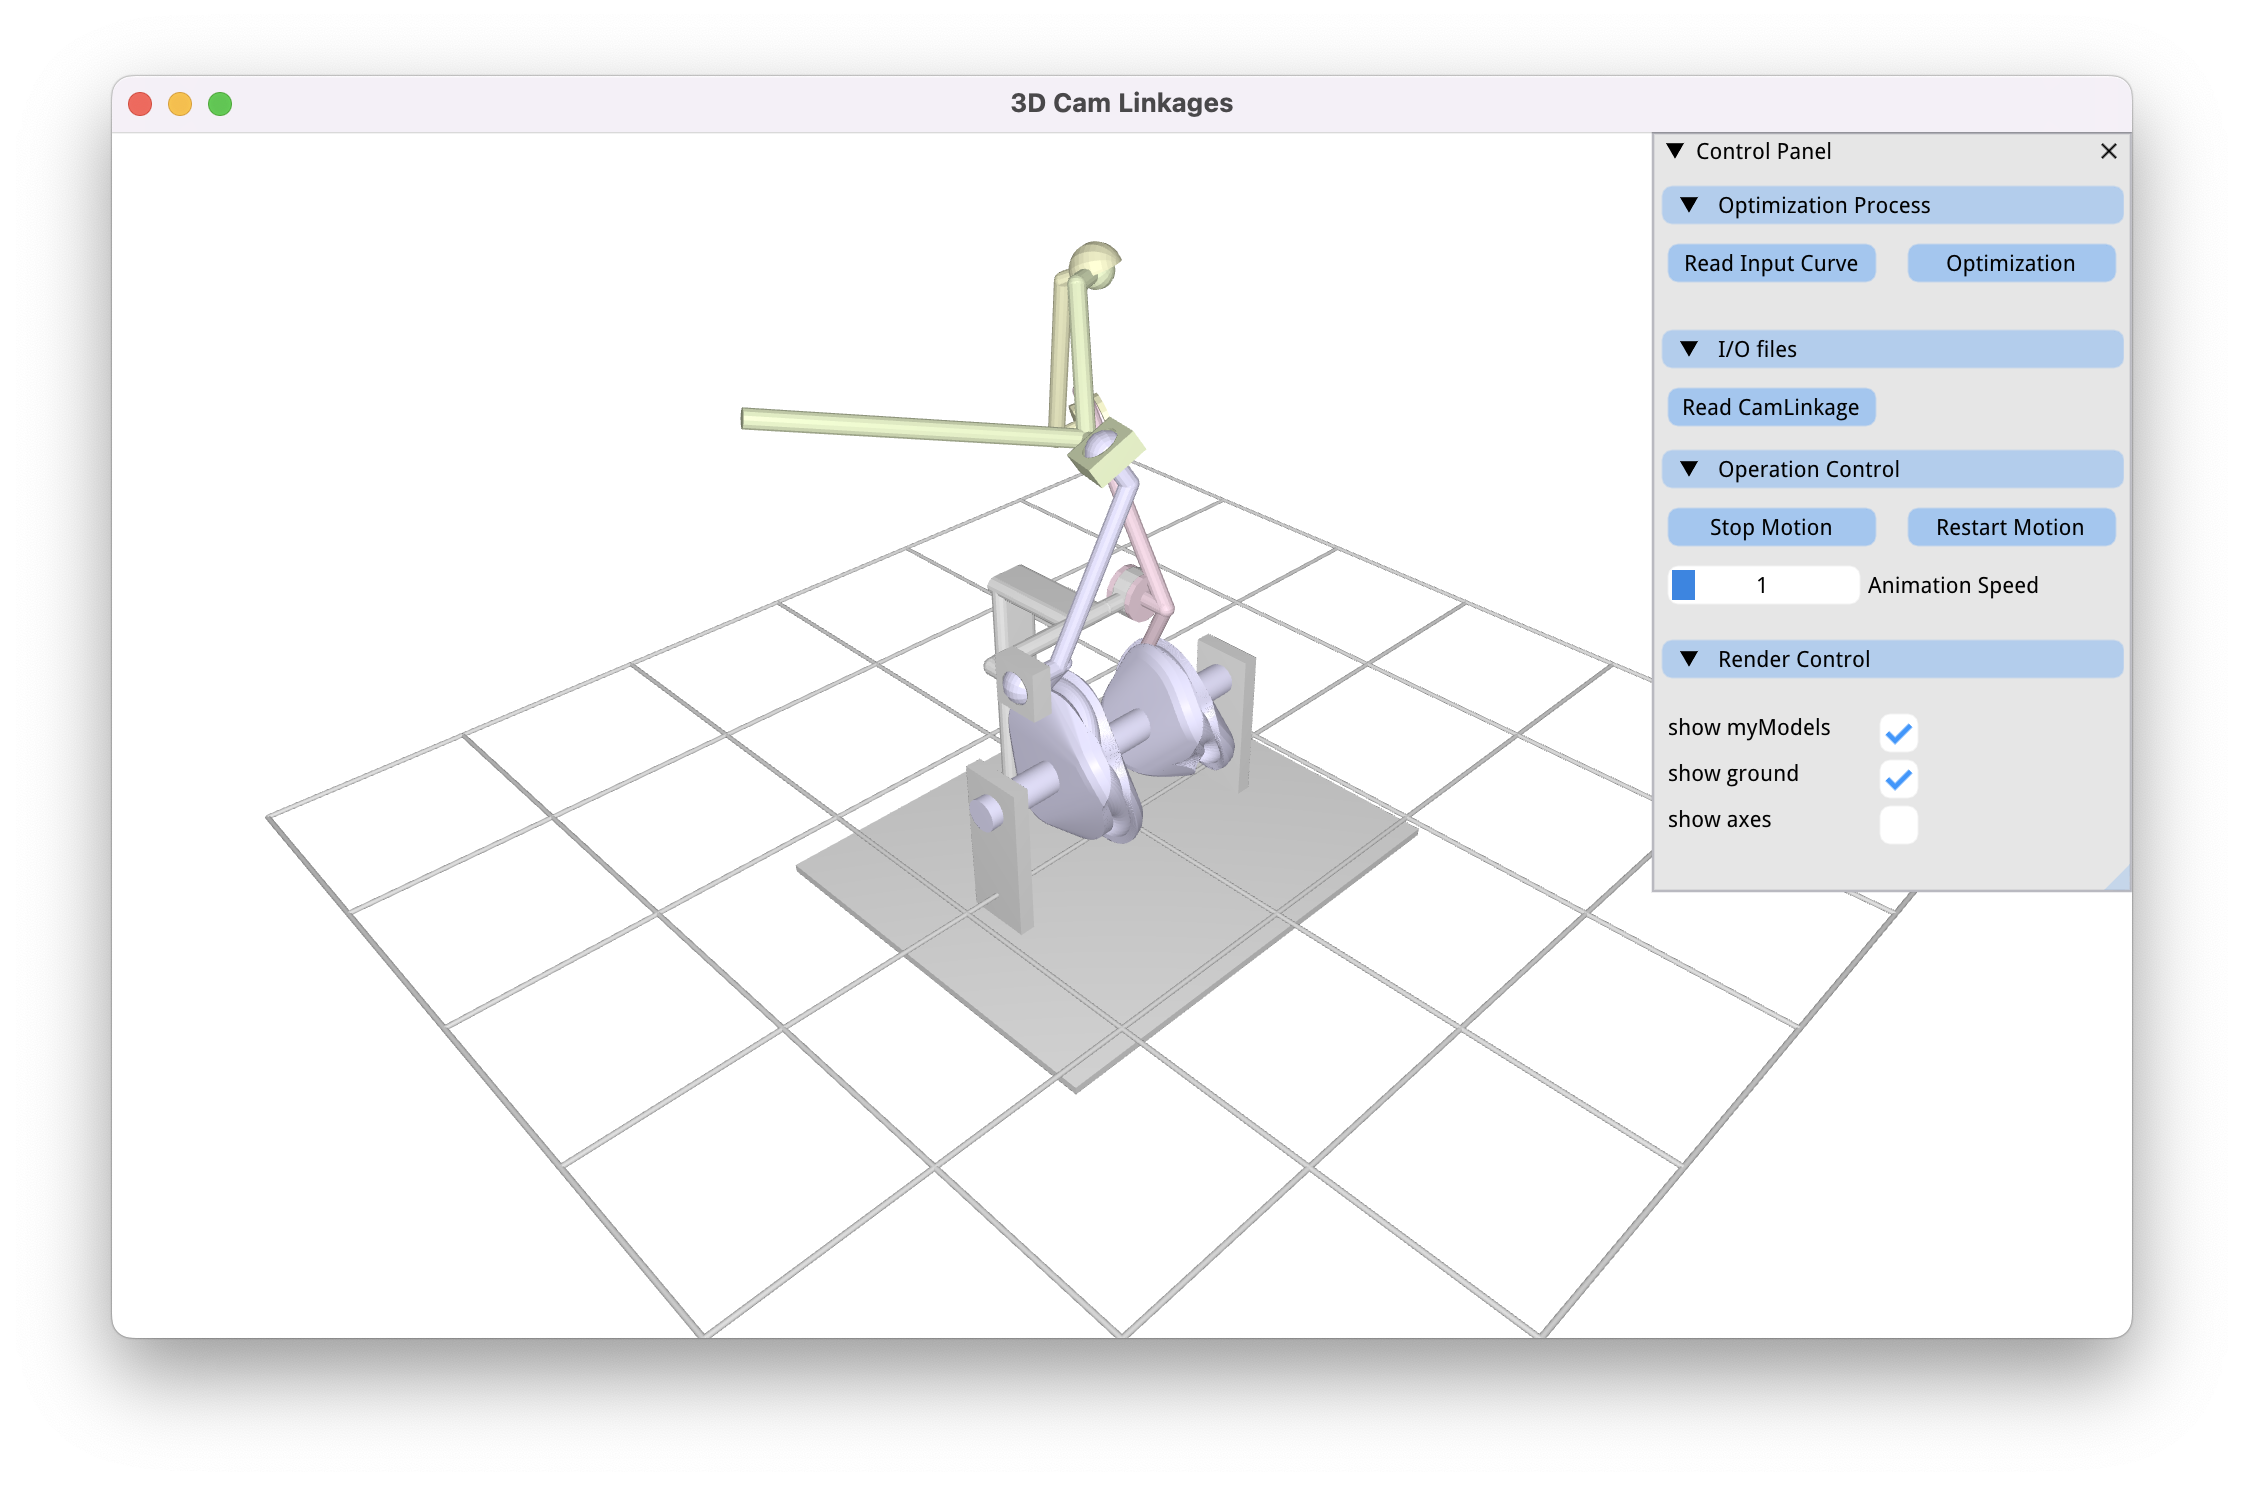 3D Cam Linkages
Control Panel
Optimization Process
Read Input Curve
Optimization
I/O files
Read CamLinkage
Operation Control
Stop Motion
Restart Motion
1
Animation Speed
Render Control
show myModels
show ground
show axes